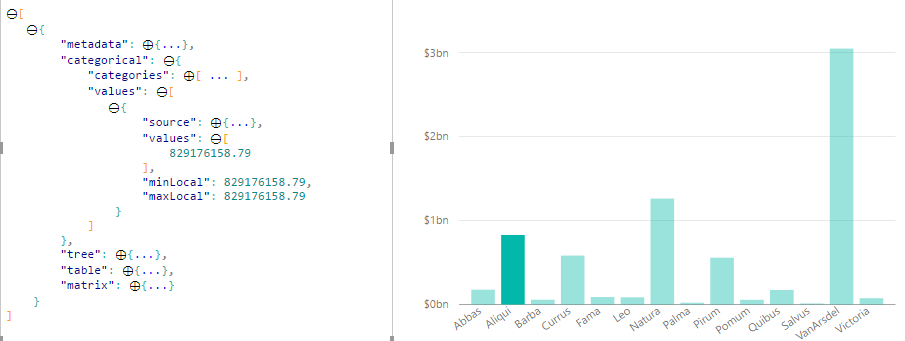 [
{
"metadata": {...},
"categorical": {
"categories": [ ... ],
"values": [
{
"source": {...},
"values": [
829176158.79
],
"minLocal": 829176158.79,
"maxLocal": 829176158.79
}
]
},
"tree": {...},
"table": {...},
"matrix": {...}
}
]
$3bn
$2bn
$1bn
$0bn
Abbas Aliqui Barba Currus Fama Leo Natura Palma Pirum Pomum Quibus Salvus VanArsdel Victoria